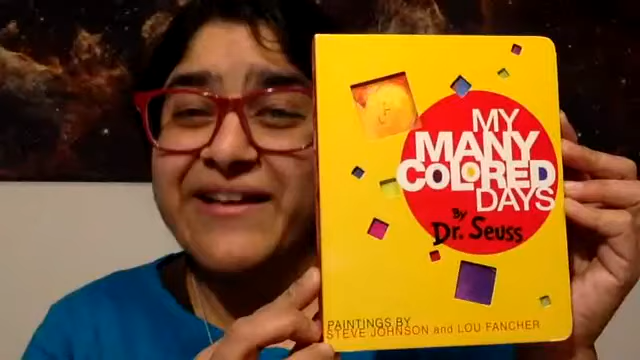 MY
MANY
COLORED
DAYS
By
Dr. Seuss
PAINTINGS BY
STEVE JOHNSON and LOU FANCHER